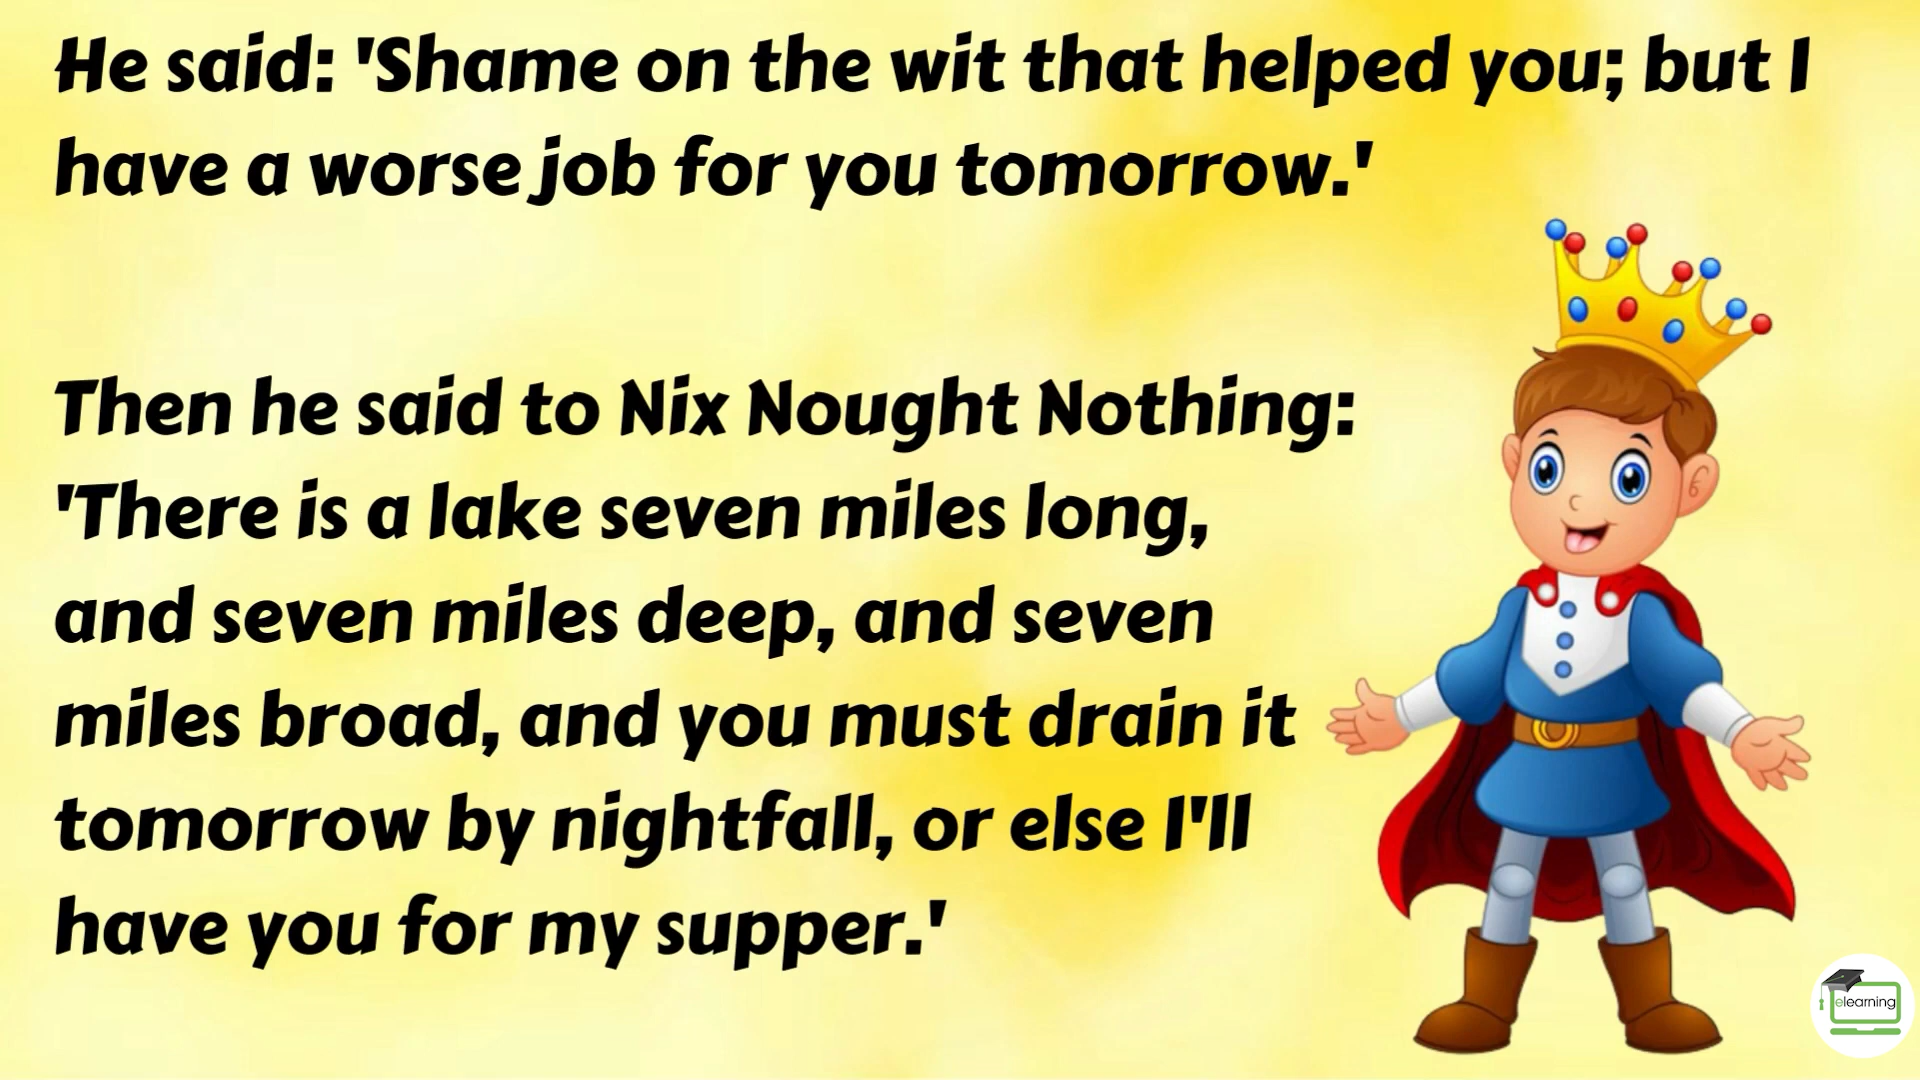 He said: 'Shame on the wit that helped you; but I
have a worse job for you tomorrow.'
Then he said to Nix Nought Nothing:
'There is a lake seven miles long,
and seven miles deep, and seven
miles broad, and you must drain it
tomorrow by nightfall, or else I'll
have you for my supper.'
elearning